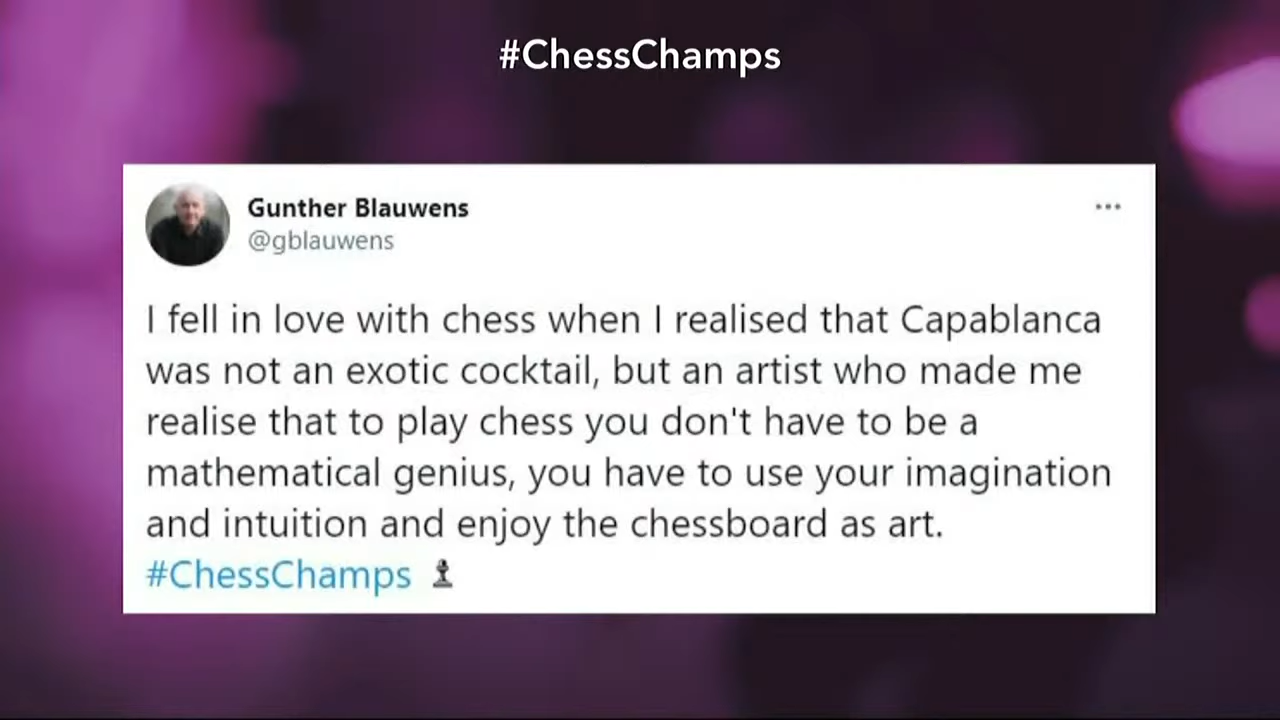 #ChessChamps
Gunther Blauwens
@gblauwens
I fell in love with chess when I realised that Capablanca
was not an exotic cocktail, but an artist who made me
realise that to play chess you don't have to be a
mathematical genius, you have to use your imagination
and intuition and enjoy the chessboard as art.
#ChessChamps ♟